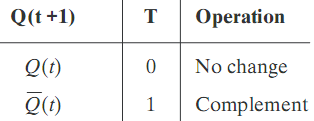 Q(t +1) T Operation
Q(t) 0 No change
Q̅(t) 1 Complement